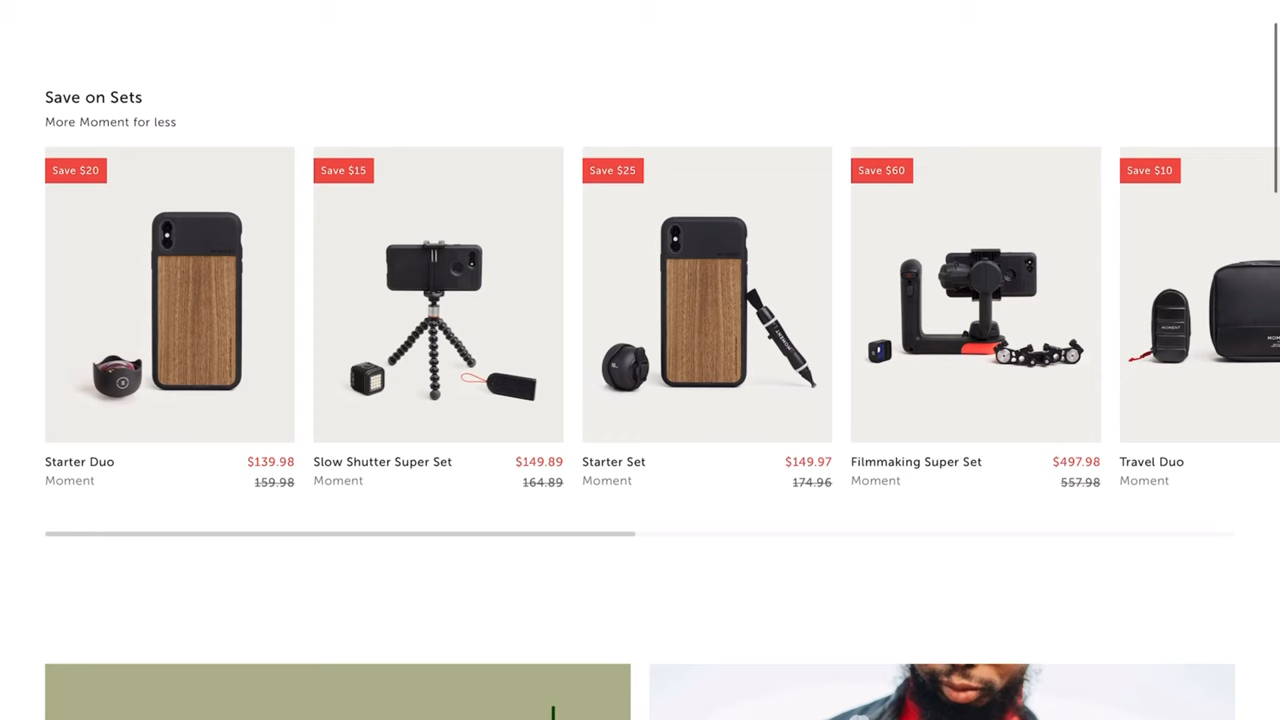 Save on Sets
More Moment for less
Save $20
Save $15
Save $25
Save $60
Save $10
MOMENT
MOMENT
Starter Duo
$139.98
Moment
159.98
Slow Shutter Super Set
$149.89
Moment
164.89
Starter Set
$149.97
Moment
174.96
Filmmaking Super Set
$497.98
Moment
557.98
Travel Duo
Moment